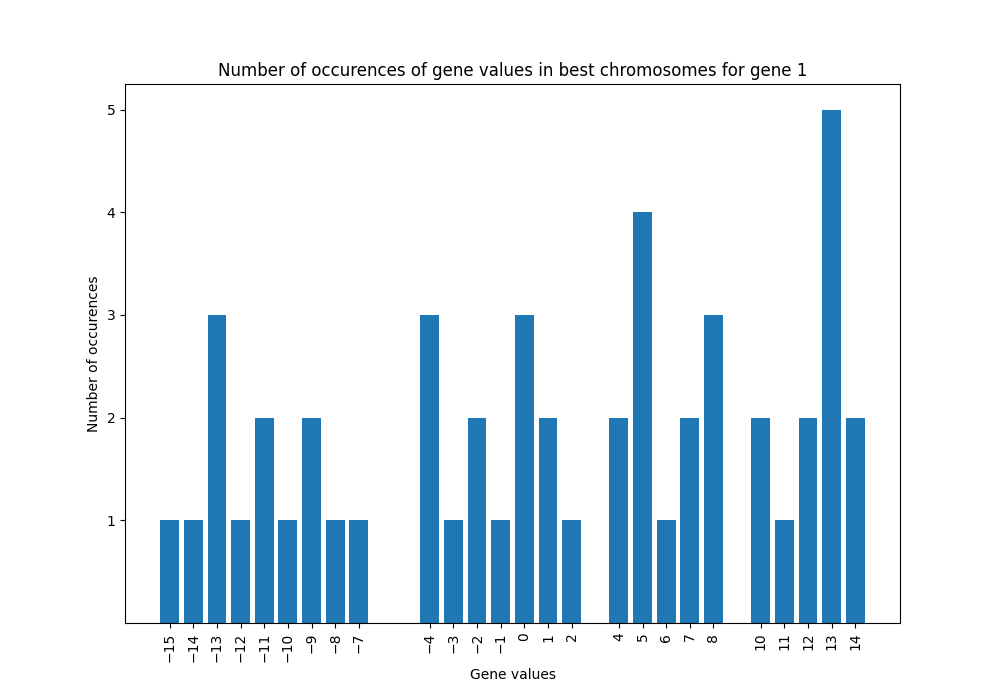 Number of occurences of gene values in best chromosomes for gene 1
Number of occurences
5
4
3
2
1
−15 −14 −13 −12 −11 −10 −9 −8 −7 −4 −3 −2 −1 0 1 2 4 5 6 7 8 10 11 12 13 14
Gene values